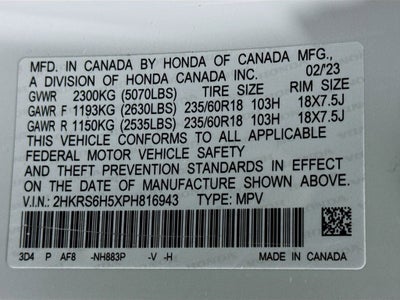 MFD. IN CANADA BY HONDA OF CANADA MFG.,
A DIVISION OF HONDA CANADA INC. 02/23
GVWR 2300KG (5070LBS) TIRE SIZE RIM SIZE
GAWR F 1193KG (2630LBS) 235/60R18 103H 18X7.5J
GAWR R 1150KG (2535LBS) 235/60R18 103H 18X7.5J
THIS VEHICLE CONFORMS TO ALL APPLICABLE
FEDERAL MOTOR VEHICLE SAFETY
AND THEFT PREVENTION STANDARDS IN EFFECT
ON THE DATE OF MANUFACTURE SHOWN ABOVE.
V.I.N.: 2HKRS6H5XPH816943 TYPE: MPV
3D4 P AF8 -NH883P -V -H MADE IN CANADA